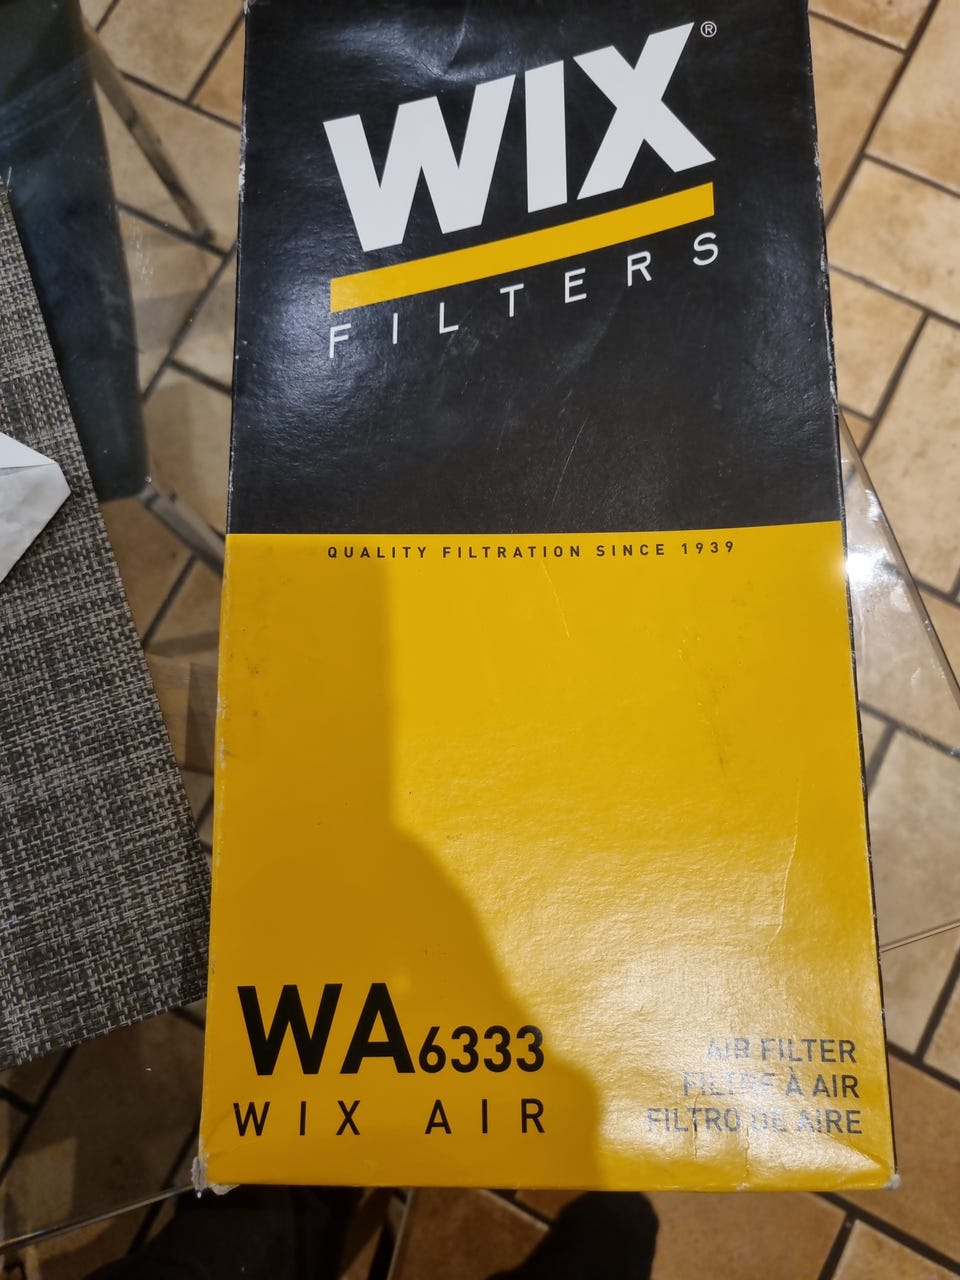 WIX®
FILTERS
QUALITY FILTRATION SINCE 1939
WA6333
WIX AIR
AIR FILTER
FILTRE À AIR
FILTRO DE AIRE